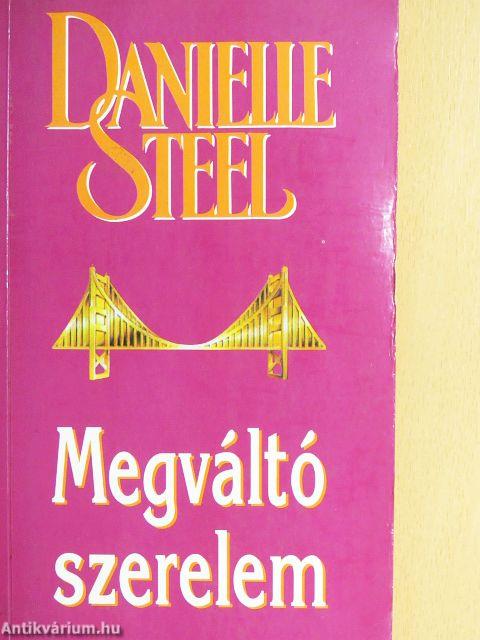 DANIELLE
STEEL
Megváltó
szerelem
Antikvárium.hu